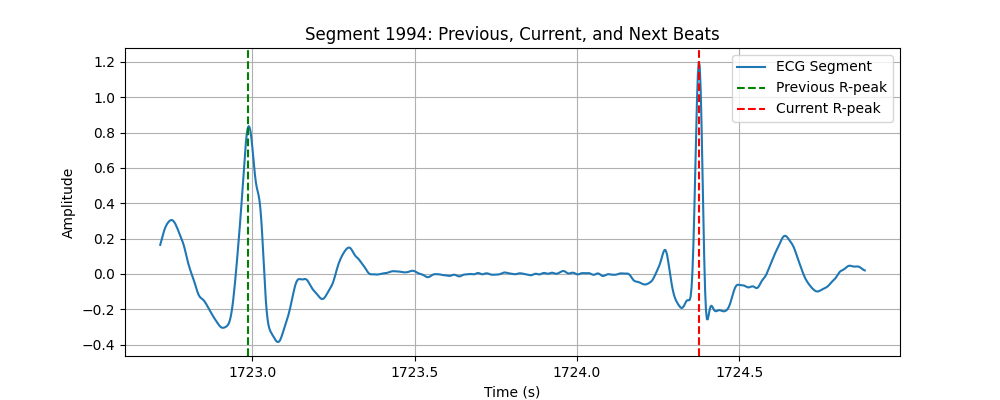 Segment 1994: Previous, Current, and Next Beats
1.2
1.0
0.8
0.6
0.4
0.2
0.0
−0.2
−0.4
Amplitude
ECG Segment
Previous R-peak
Current R-peak
1723.0
1723.5
1724.0
1724.5
Time (s)